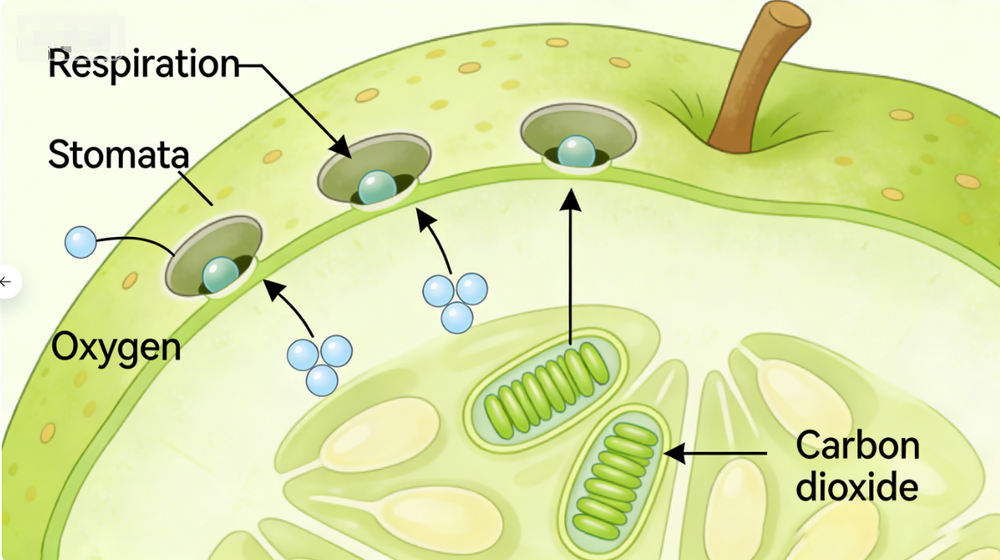 Respiration
Stomata
Oxygen
Carbon
dioxide